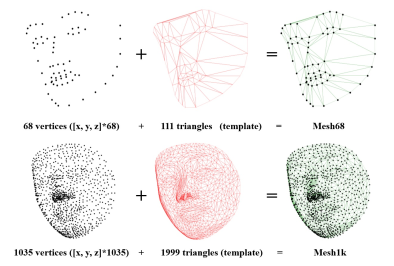 68 vertices ([x, y, z]*68) + 111 triangles (template) = Mesh68
1035 vertices ([x, y, z]*1035) + 1999 triangles (template) = Mesh1k